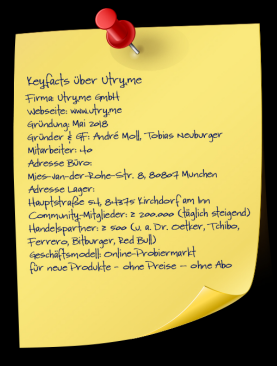 Keyfacts über Utry.me
Firma: Utry.me GmbH
Webseite: www.utry.me
Gründung: Mai 2018
Gründer & GF: André Moll, Tobias Neuburger
Mitarbeiter: 40
Adresse Büro:
Mies-van-der-Rohe-Str. 8, 80807 München
Adresse Lager:
Hauptstraße 54, 84375 Kirchdorf am Inn
Community-Mitglieder: ≥ 200.000 (täglich steigend)
Handelspartner: ≥ 500 (u. a. Dr. Oetker, Tchibo,
Ferrero, Bitburger, Red Bull)
Geschäftsmodell: Online-Probiermarkt
für neue Produkte – ohne Preise – ohne Abo